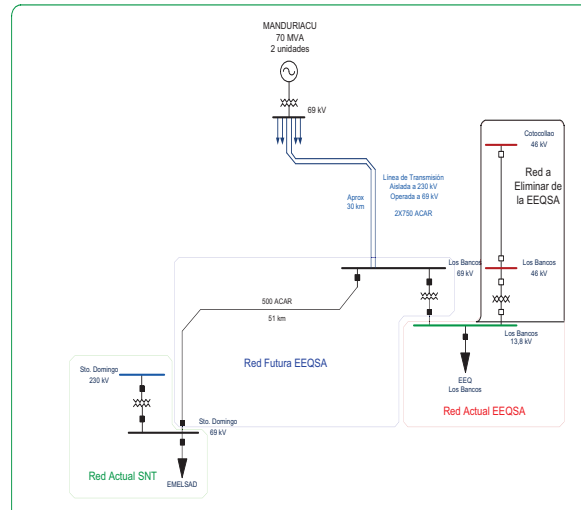 MANDURIACU
70 MVA
2 unidades
69 kV
Cotocollao
46 kV
Red a
Eliminar de
la EEQSA
Línea de Transmisión
Aislada a 230 kV
Operada a 69 kV
2X750 ACAR
Aprox
30 km
Los Bancos
69 kV
Los Bancos
46 kV
500 ACAR
51 km
Los Bancos
13,8 kV
Red Futura EEQSA
Sto. Domingo
230 kV
EEQ
Los Bancos
Red Actual EEQSA
Sto. Domingo
69 kV
Red Actual SNT
EMELSAD